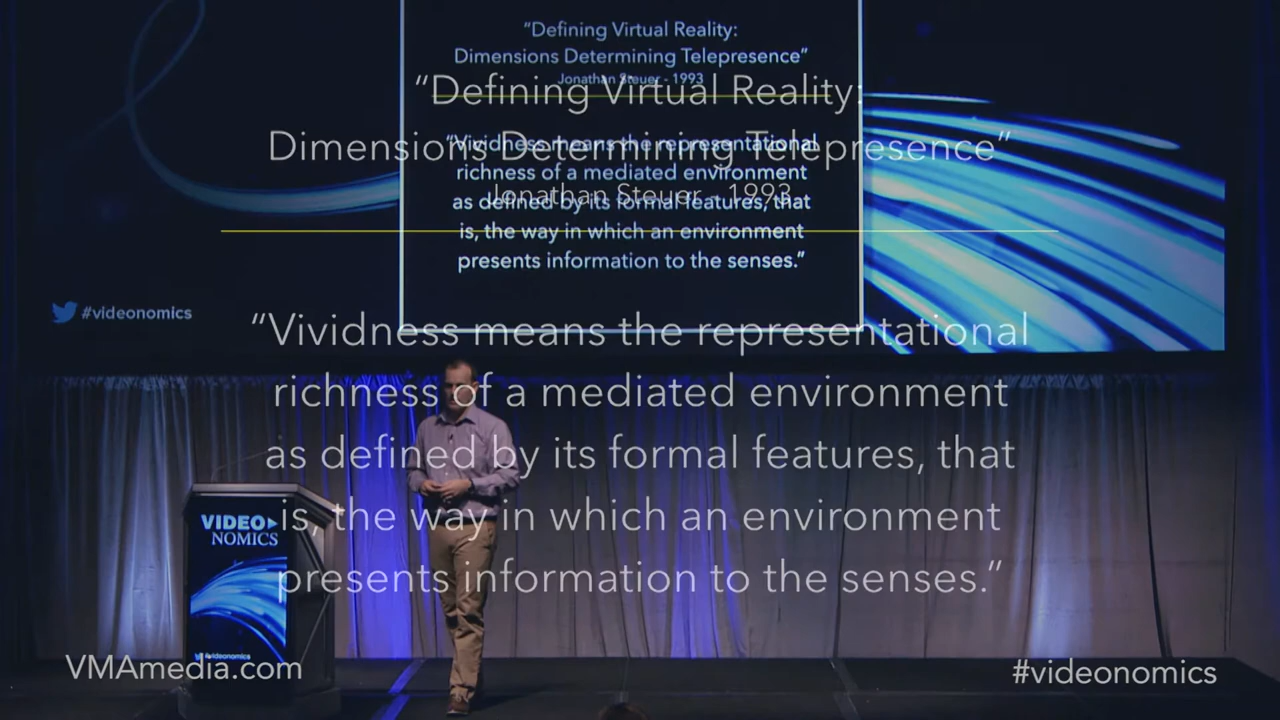 “Defining Virtual Reality:
Dimensions Determining Telepresence”
Jonathan Steuer - 1993
“Vividness means the representational
richness of a mediated environment
as defined by its formal features, that
is, the way in which an environment
presents information to the senses.”
#videonomics
“Defining Virtual Reality:
Dimensions Determining Telepresence”
Jonathan Steuer - 1993
“Vividness means the representational
richness of a mediated environment
as defined by its formal features, that
is, the way in which an environment
presents information to the senses.”
VIDEO
NOMICS
#videonomics
VMAmedia.com
#videonomics